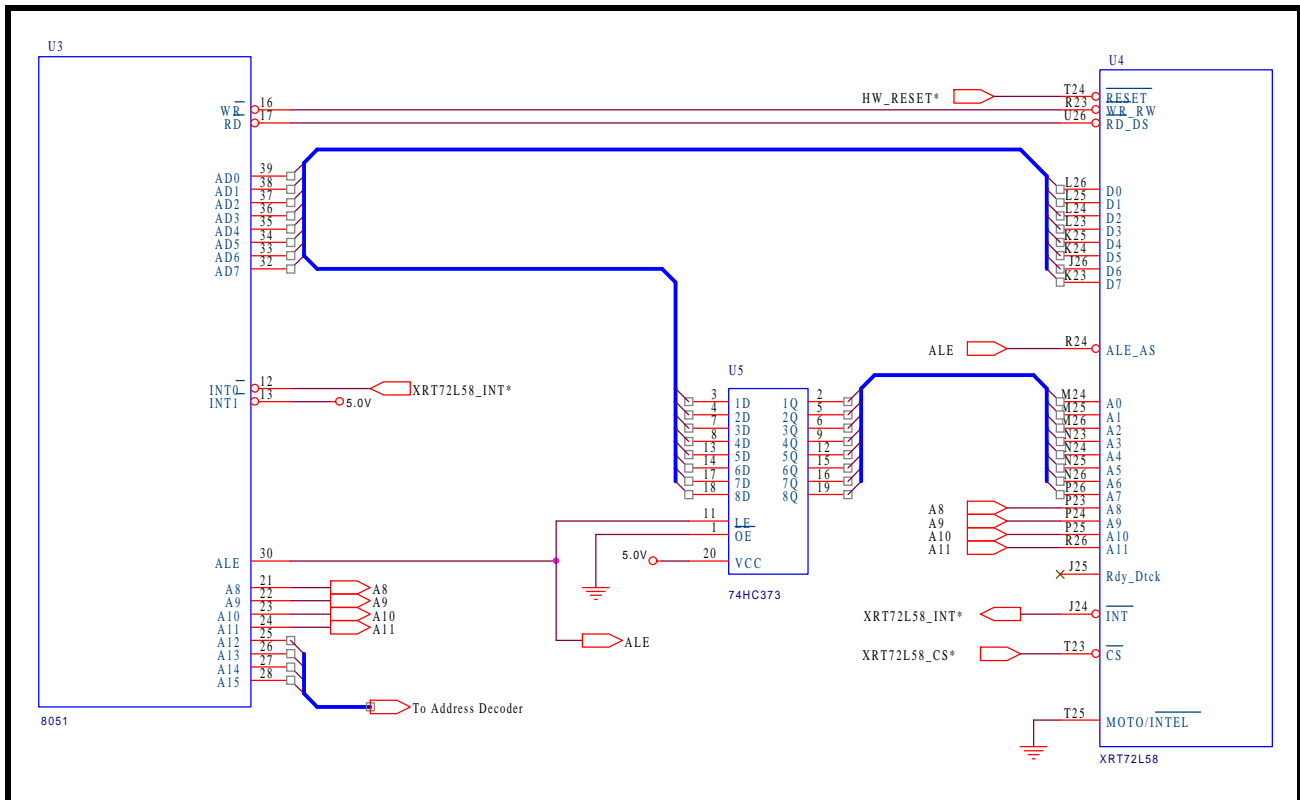 U3
WR 16
RD 17
AD0 39
AD1 38
AD2 37
AD3 36
AD4 35
AD5 34
AD6 33
AD7 32
INT0 12 XRT72L58_INT*
INT1 13 5.0V
ALE 30
A8 21 A8
A9 22 A9
A10 23 A10
A11 24 A11
A12 25
A13 26
A14 27
A15 28
To Address Decoder
8051
U5
3 1D 1Q 2
4 2D 2Q 5
7 3D 3Q 6
8 4D 4Q 9
13 5D 5Q 12
14 6D 6Q 15
17 7D 7Q 16
18 8D 8Q 19
11 LE
1 OE
5.0V 20 VCC
74HC373
ALE
U4
HW_RESET* T24 RESET
R23 WR_RW
U26 RD_DS
L26 D0
L25 D1
L24 D2
L23 D3
K25 D4
K24 D5
J26 D6
K23 D7
ALE R24 ALE_AS
M24 A0
M25 A1
M26 A2
N23 A3
N24 A4
N25 A5
N26 A6
P26 A7
A8 P23 A8
A9 P24 A9
A10 P25 A10
A11 R26 A11
J25 Rdy_Dtck
XRT72L58_INT* J24 INT
XRT72L58_CS* T23 CS
T25 MOTO/INTEL
XRT72L58